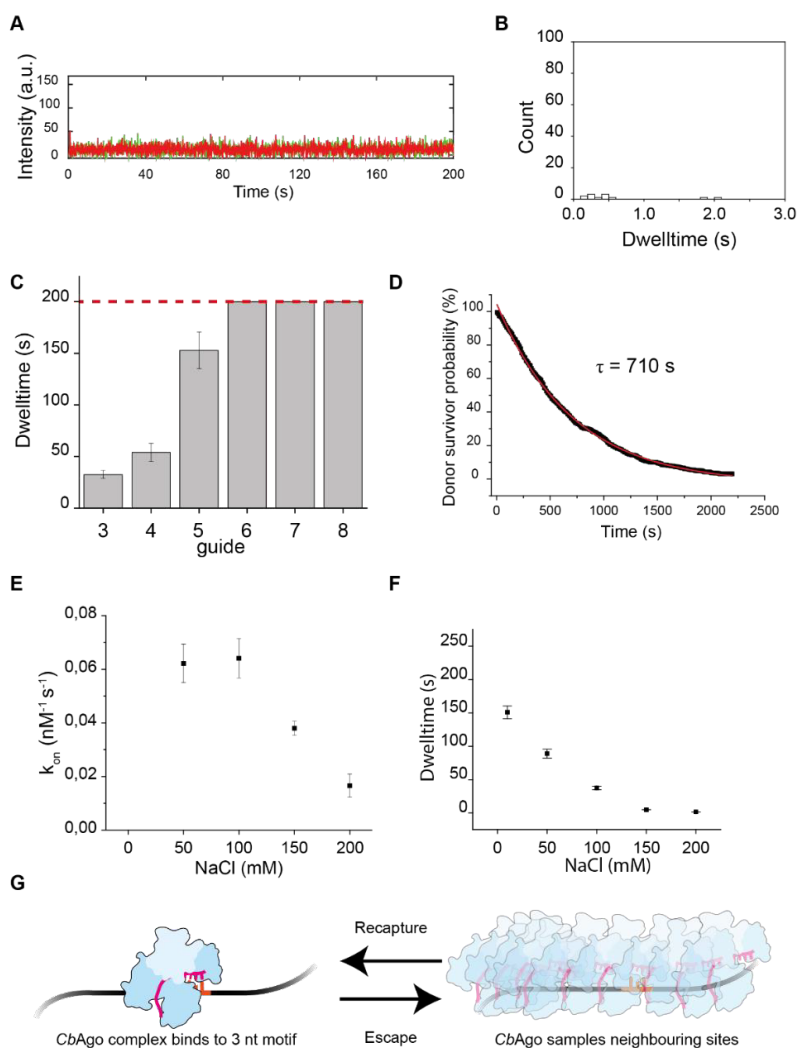 A
Intensity (a.u.)
150
100
50
0
0 40 80 120 160 200
Time (s)
B
Count
100
80
60
40
20
0
0.0 1.0 2.0 3.0
Dwelltime (s)
C
Dwelltime (s)
200
150
100
50
0
3 4 5 6 7 8
guide
D
Donor survivor probability (%)
100
80
60
40
20
0
τ = 710 s
0 500 1000 1500 2000 2500
Time (s)
E
kon (nM-1 s-1)
0,08
0,06
0,04
0,02
0,00
0 50 100 150 200
NaCl (mM)
F
Dwelltime (s)
250
200
150
100
50
0
0 50 100 150 200
NaCl (mM)
G
Recapture
Escape
CbAgo complex binds to 3 nt motif
CbAgo samples neighbouring sites